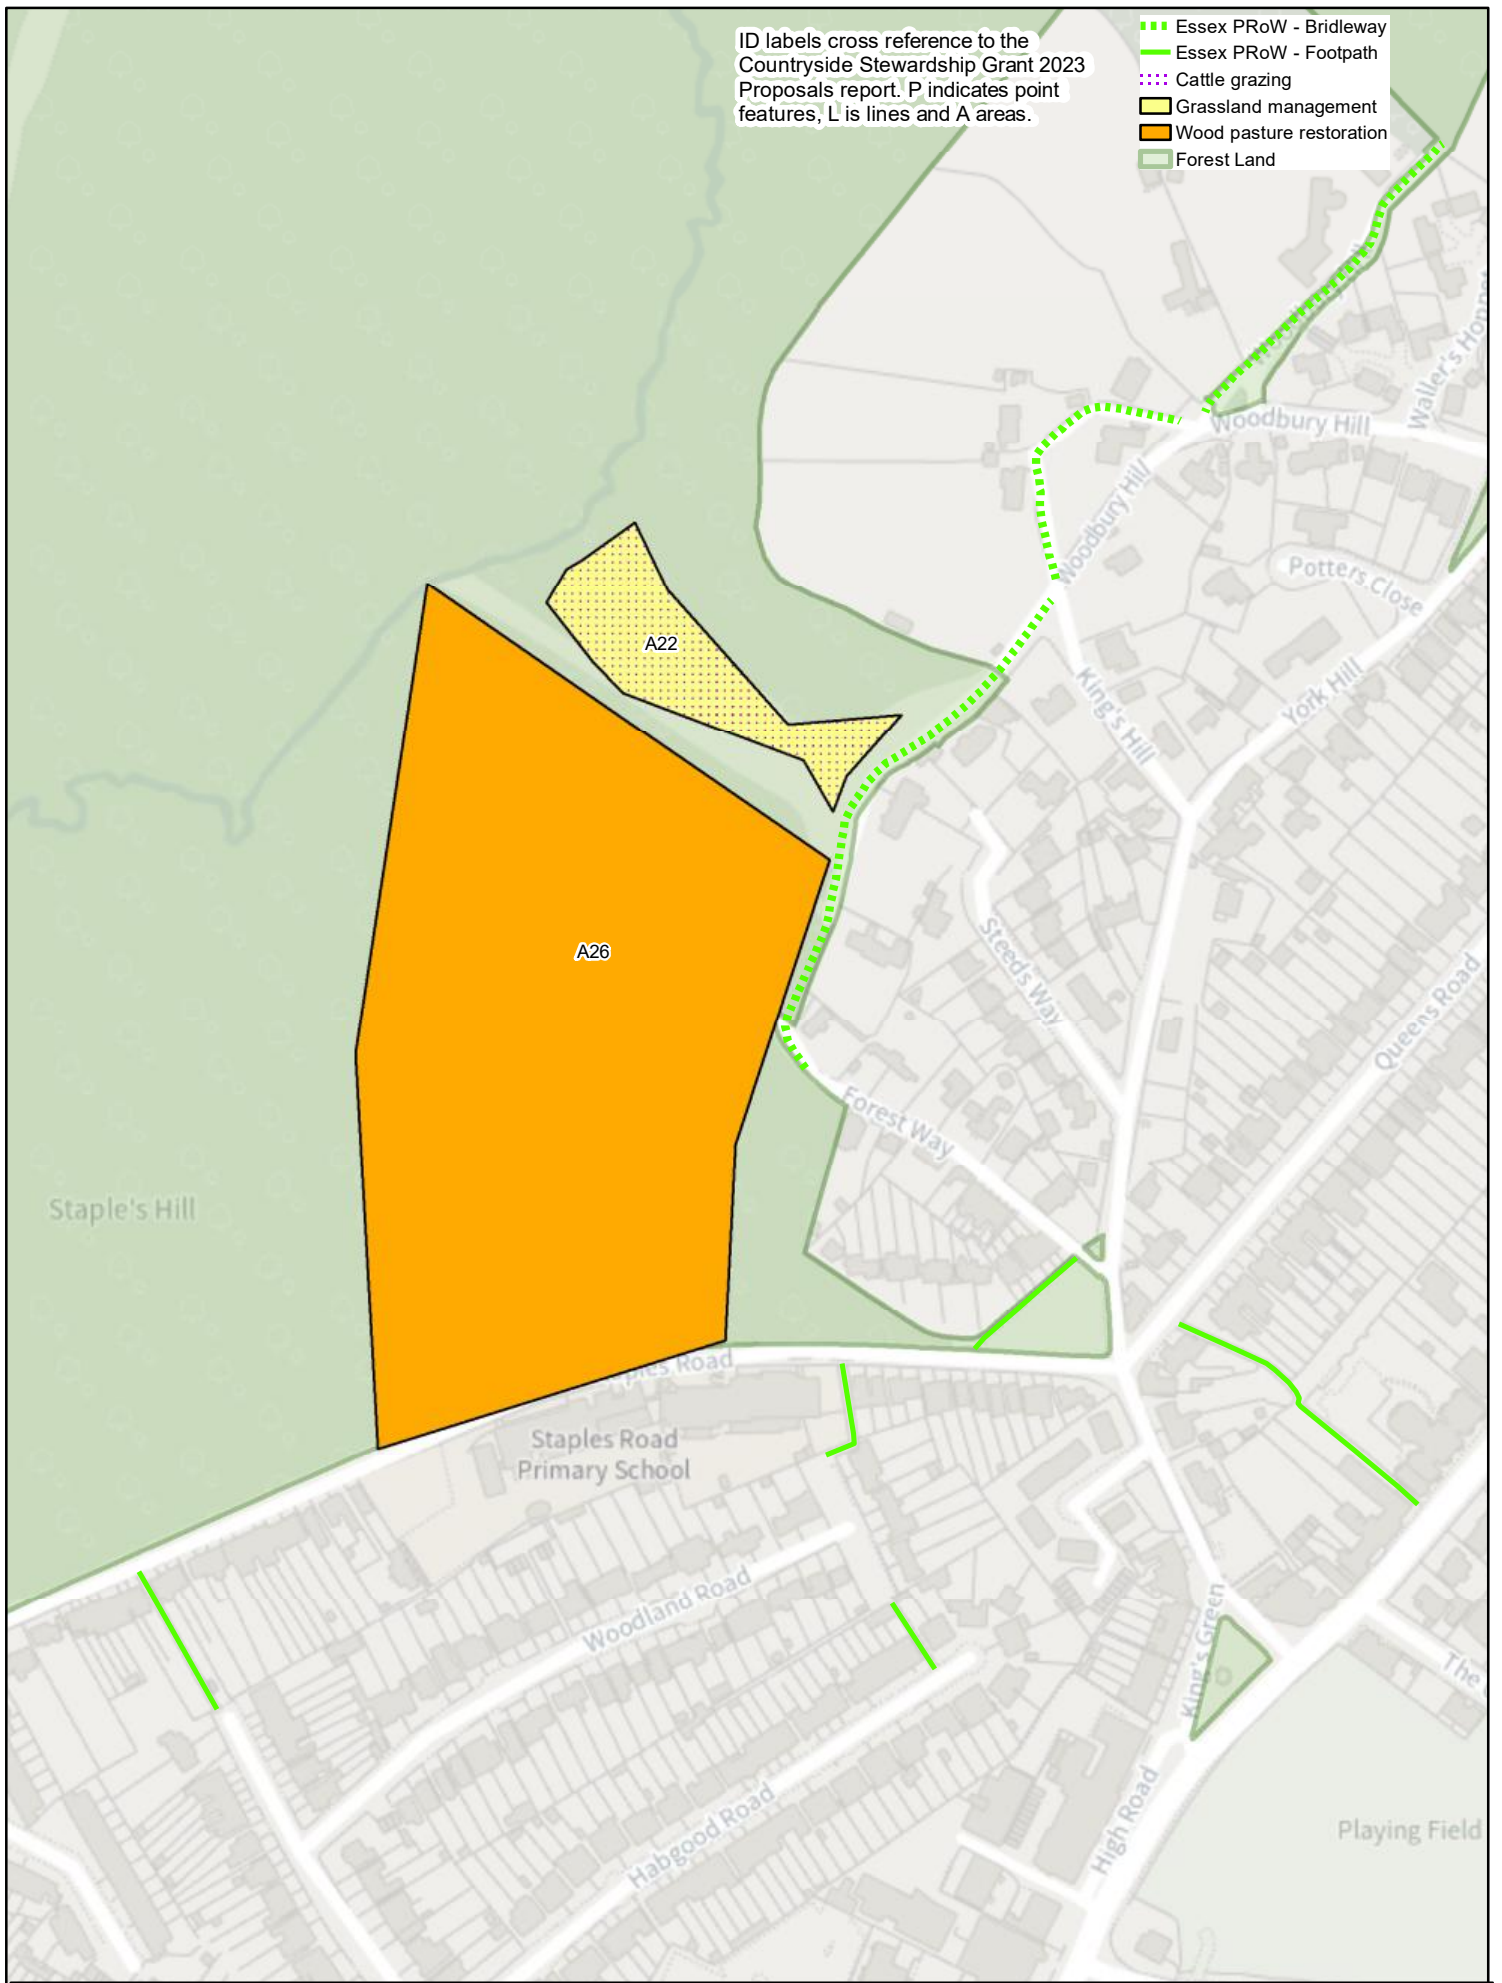 ID labels cross reference to the
Countryside Stewardship Grant 2023
Proposals report. P indicates point
features, L is lines and A areas.
Essex PRoW - Bridleway
Essex PRoW - Footpath
Cattle grazing
Grassland management
Wood pasture restoration
Forest Land
Woodbury Hill
Woodbury Hill
Potters Close
A22
King's Hill
York Hill
A26
Steeds Way
Queens Road
Forest Way
Staple's Hill
Road
Staples Road
Primary School
Woodland Road
King's Green
The
Habgood Road
High Road
Playing Field